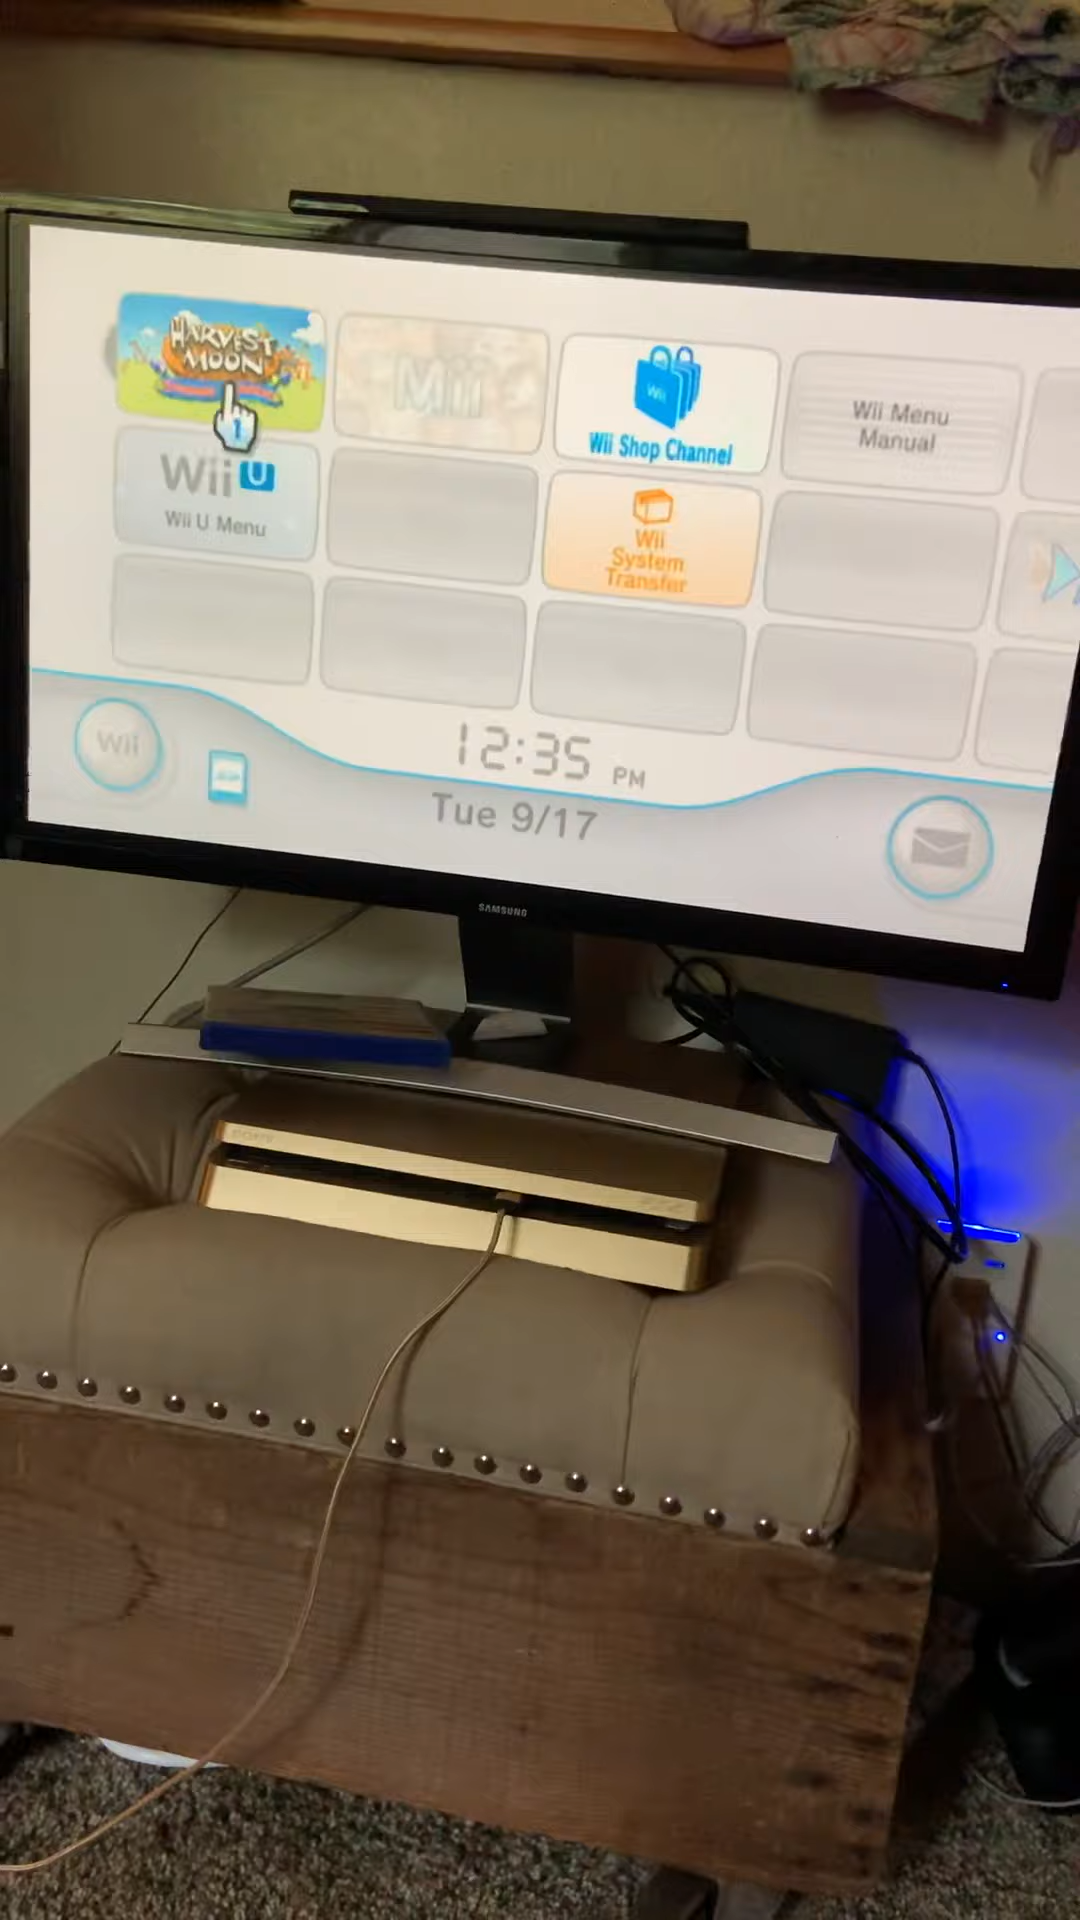 HARVEST
MOON
1
Mii
Wii
Wii Shop Channel
Wii Menu
Manual
Wii U
Wii U Menu
Wii
System
Transfer
Wii
12:35 PM
Tue 9/17
SAMSUNG
SONY